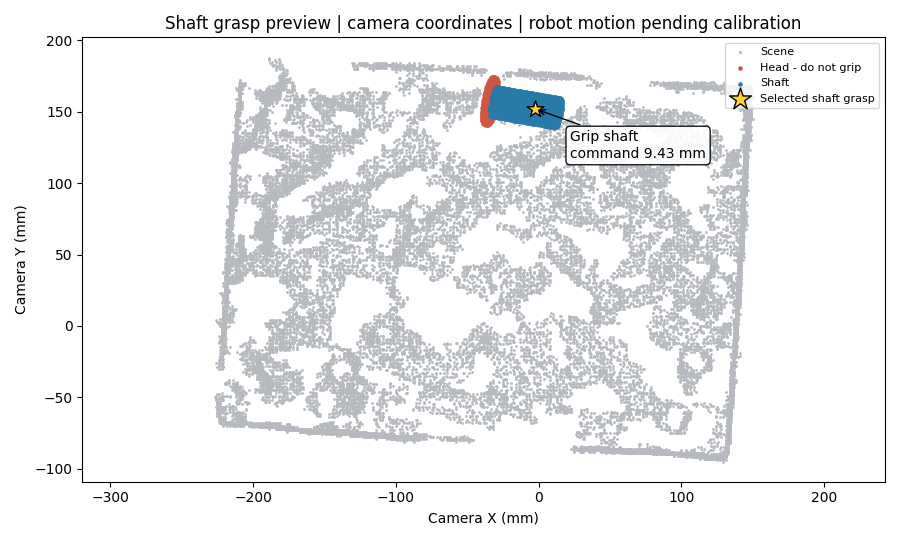 Shaft grasp preview | camera coordinates | robot motion pending calibration
Scene
Head - do not grip
Shaft
Selected shaft grasp
Grip shaft
command 9.43 mm
Camera Y (mm)
200
150
100
50
0
−50
−100
−300
−200
−100
0
100
200
Camera X (mm)